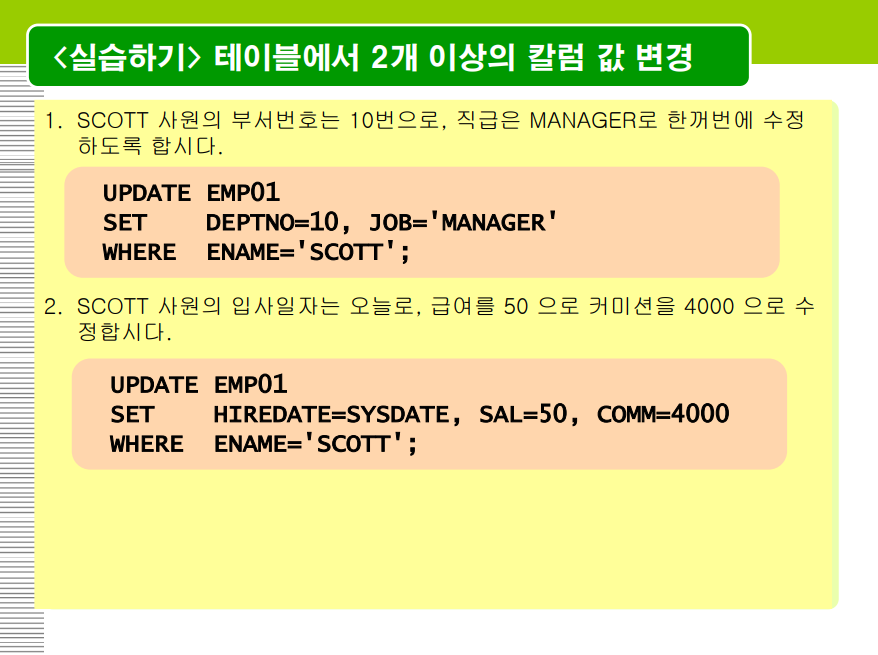 <실습하기> 테이블에서 2개 이상의 칼럼 값 변경
1. SCOTT 사원의 부서번호는 10번으로, 직급은 MANAGER로 한꺼번에 수정
하도록 합시다.
UPDATE EMP01
SET DEPTNO=10, JOB='MANAGER'
WHERE ENAME='SCOTT';
2. SCOTT 사원의 입사일자는 오늘로, 급여를 50 으로 커미션을 4000 으로 수
정합시다.
UPDATE EMP01
SET HIREDATE=SYSDATE, SAL=50, COMM=4000
WHERE ENAME='SCOTT';